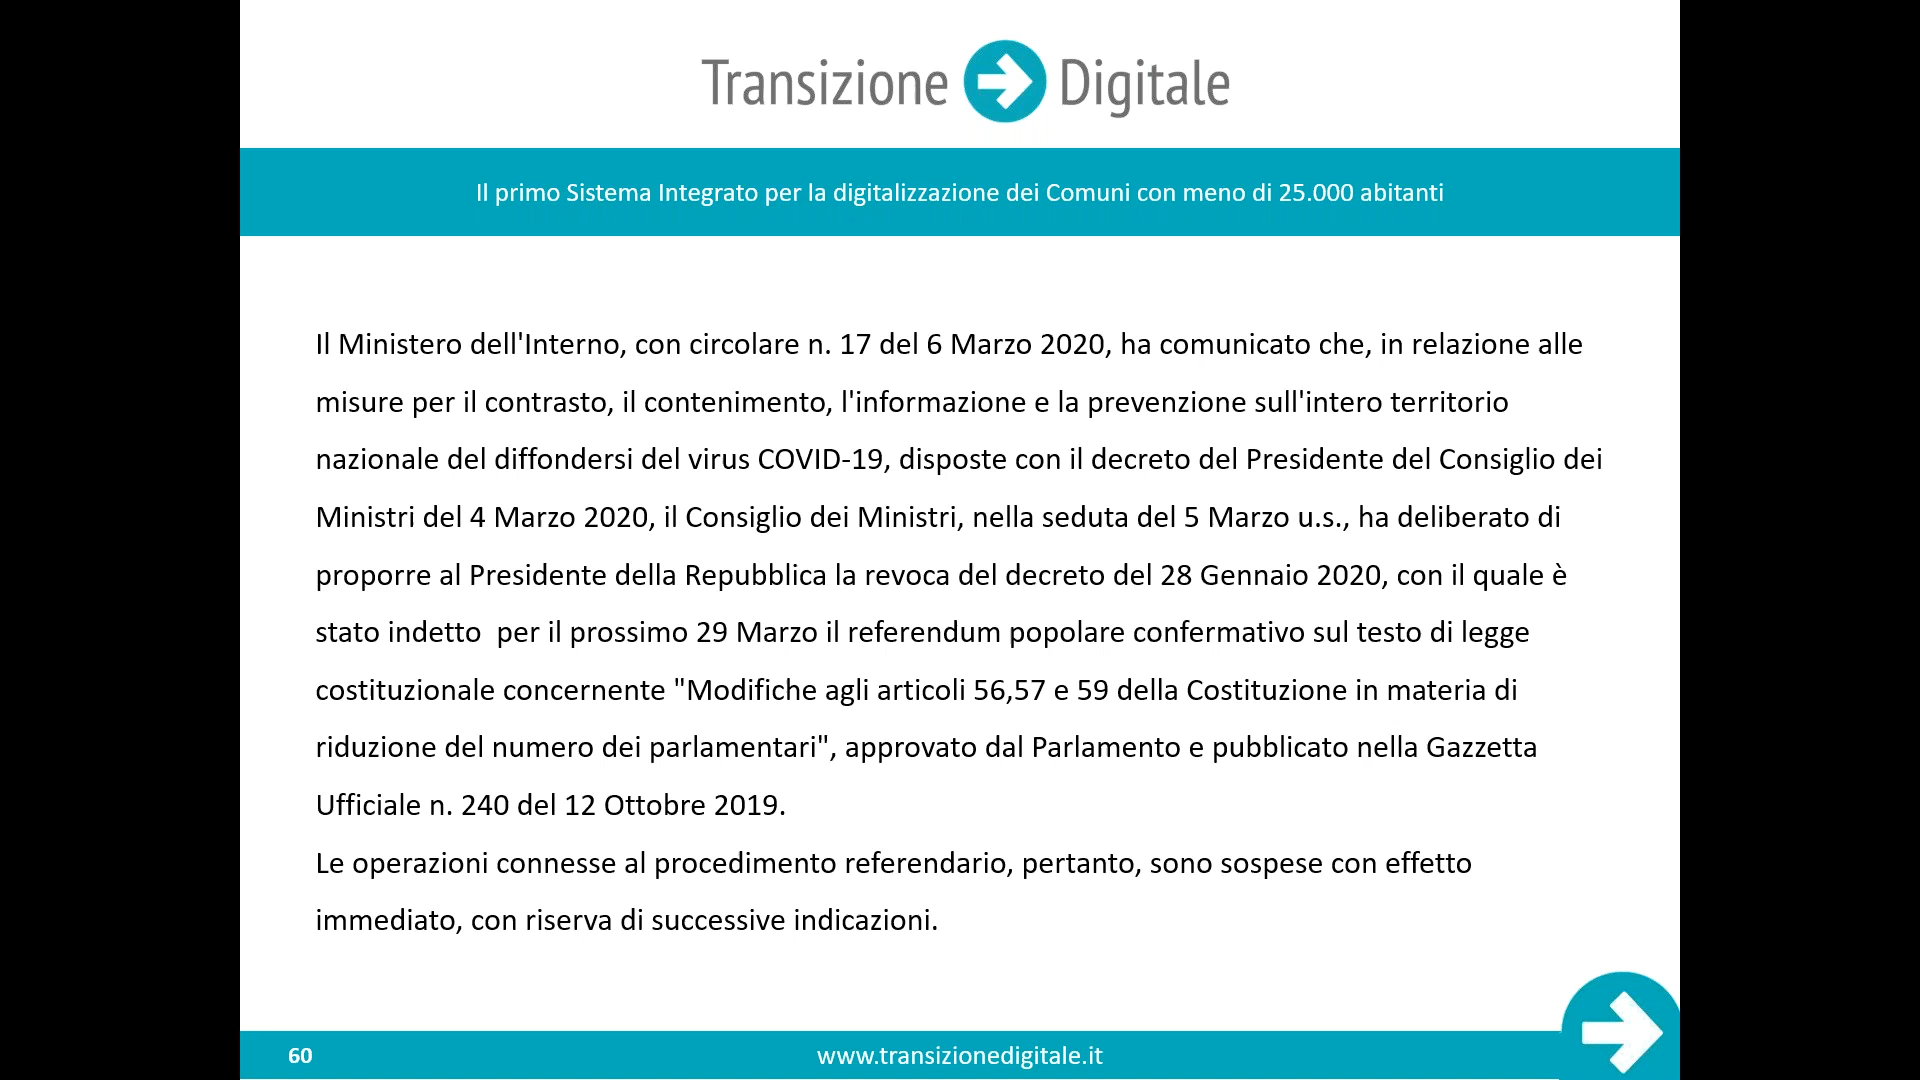 Transizione Digitale
Il primo Sistema Integrato per la digitalizzazione dei Comuni con meno di 25.000 abitanti
Il Ministero dell'Interno, con circolare n. 17 del 6 Marzo 2020, ha comunicato che, in relazione alle
misure per il contrasto, il contenimento, l'informazione e la prevenzione sull'intero territorio
nazionale del diffondersi del virus COVID-19, disposte con il decreto del Presidente del Consiglio dei
Ministri del 4 Marzo 2020, il Consiglio dei Ministri, nella seduta del 5 Marzo u.s., ha deliberato di
proporre al Presidente della Repubblica la revoca del decreto del 28 Gennaio 2020, con il quale è
stato indetto  per il prossimo 29 Marzo il referendum popolare confermativo sul testo di legge
costituzionale concernente "Modifiche agli articoli 56,57 e 59 della Costituzione in materia di
riduzione del numero dei parlamentari", approvato dal Parlamento e pubblicato nella Gazzetta
Ufficiale n. 240 del 12 Ottobre 2019.
Le operazioni connesse al procedimento referendario, pertanto, sono sospese con effetto
immediato, con riserva di successive indicazioni.
60
www.transizionedigitale.it